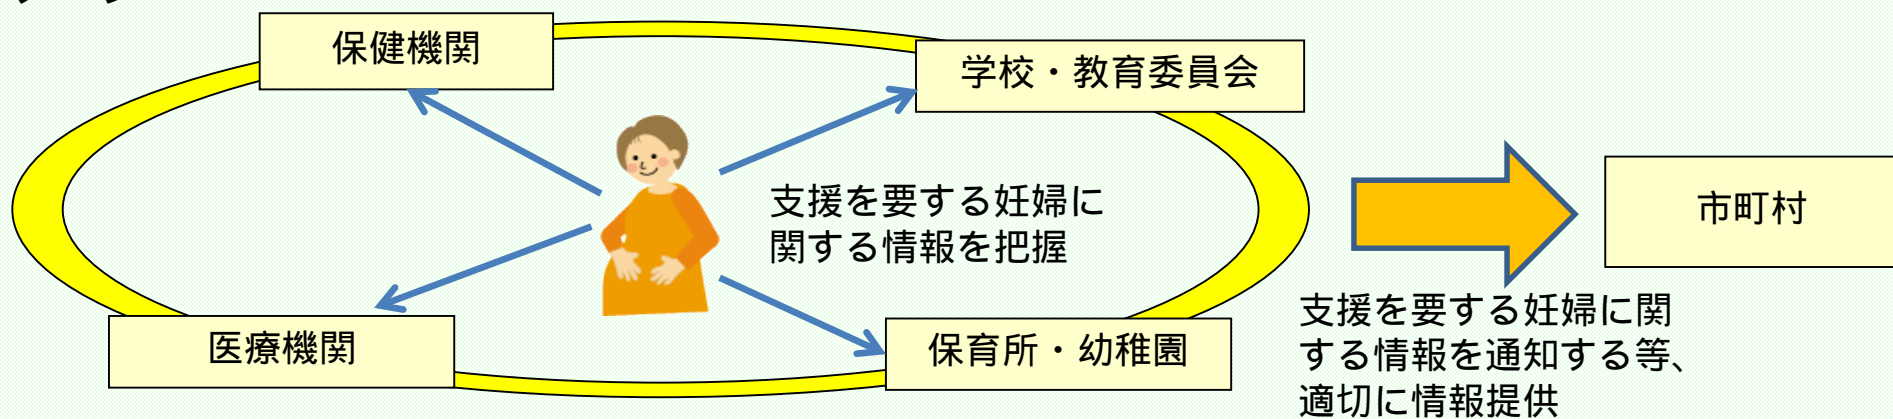 保健機関
学校・教育委員会
支援を要する妊婦に
関する情報を把握
市町村
医療機関
保育所・幼稚園
支援を要する妊婦に関
する情報を通知する等、
適切に情報提供